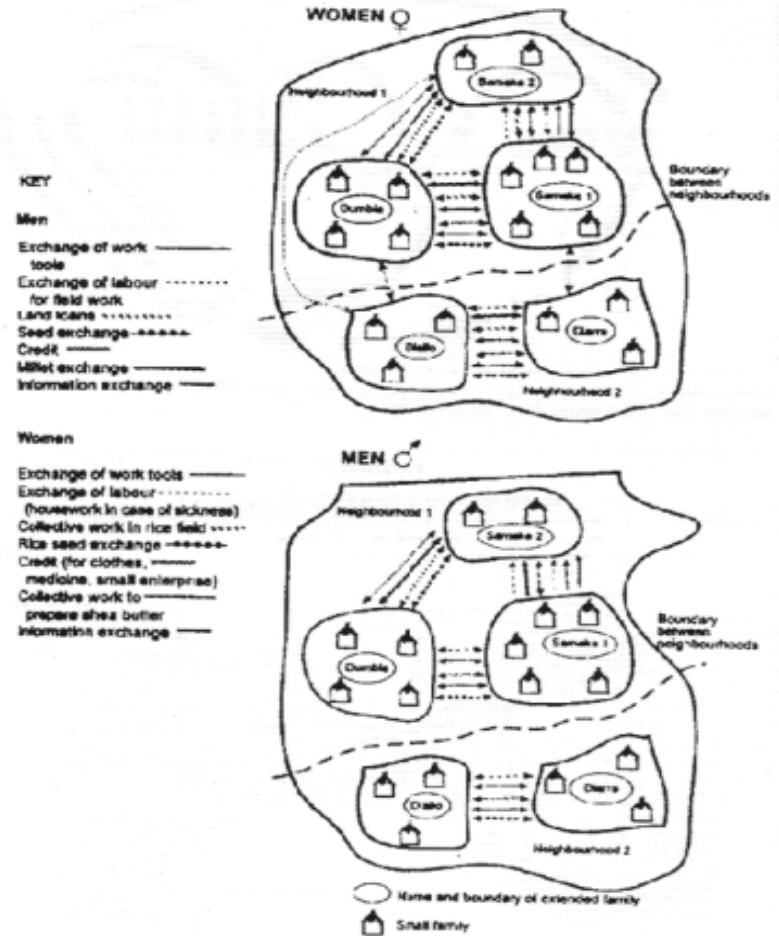 WOMEN ♀
Samake 2
Neighbourhood 1
Dumbia
Samake 1
Boundary
between
neighbourhoods
Diallo
Diarra
Neighbourhood 2
KEY
Men
Exchange of work
tools
Exchange of labour
for field work
Land loans
Seed exchange
Credit
Millet exchange
Information exchange
Women
Exchange of work tools
Exchange of labour
(housework in case of sickness)
Collective work in rice field
Rice seed exchange
Credit (for clothes,
medicine, small enterprise)
Collective work to
prepare shea butter
Information exchange
MEN ♂
Neighbourhood 1
Samake 2
Dumbia
Samake 1
Boundary
between
neighbourhoods
Diallo
Diarra
Neighbourhood 2
Name and boundary of extended family
Small family